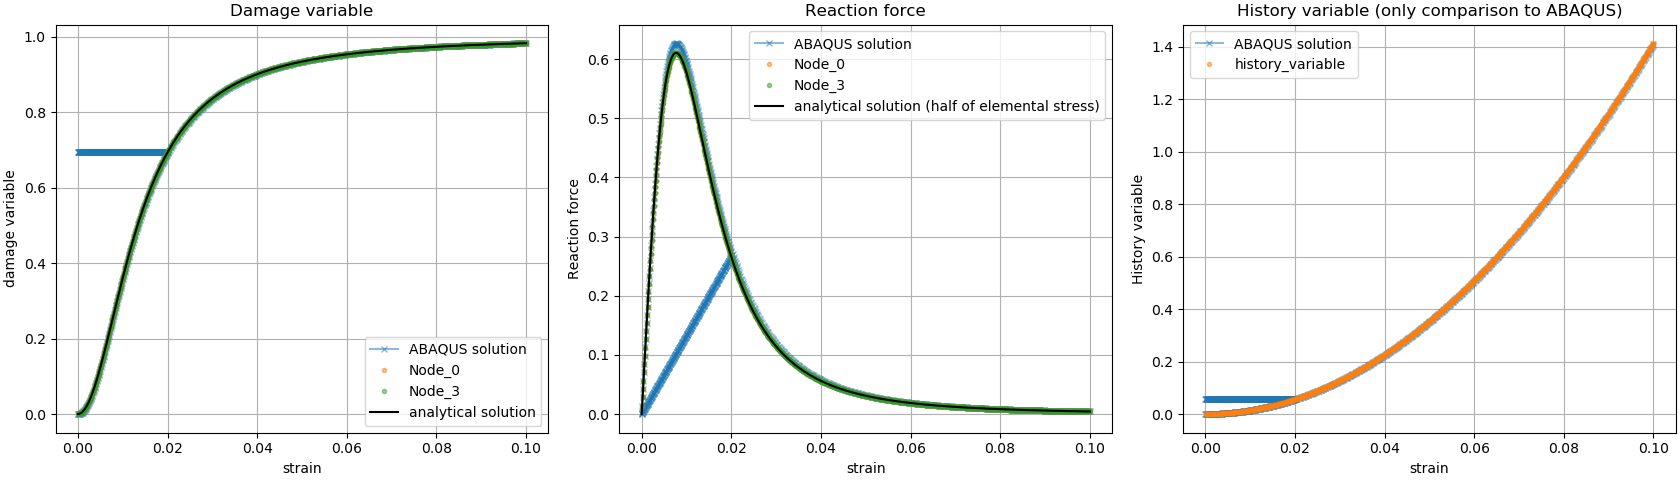 Damage variable
1.0
0.8
0.6
0.4
0.2
0.0
damage variable
0.00 0.02 0.04 0.06 0.08 0.10
strain
ABAQUS solution
Node_0
Node_3
analytical solution
Reaction force
0.6
0.5
0.4
0.3
0.2
0.1
0.0
Reaction force
0.00 0.02 0.04 0.06 0.08 0.10
strain
ABAQUS solution
Node_0
Node_3
analytical solution (half of elemental stress)
History variable (only comparison to ABAQUS)
1.4
1.2
1.0
0.8
0.6
0.4
0.2
0.0
History variable
0.00 0.02 0.04 0.06 0.08 0.10
strain
ABAQUS solution
history_variable